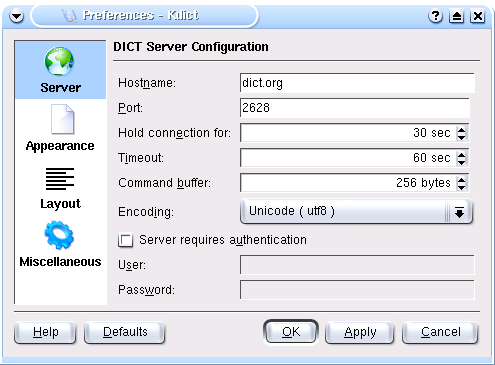 Preferences - Kdict
DICT Server Configuration
Server
Appearance
Layout
Miscellaneous
Hostname: dict.org
Port: 2628
Hold connection for: 30 sec
Timeout: 60 sec
Command buffer: 256 bytes
Encoding: Unicode ( utf8 )
Server requires authentication
User:
Password:
Help Defaults OK Apply Cancel